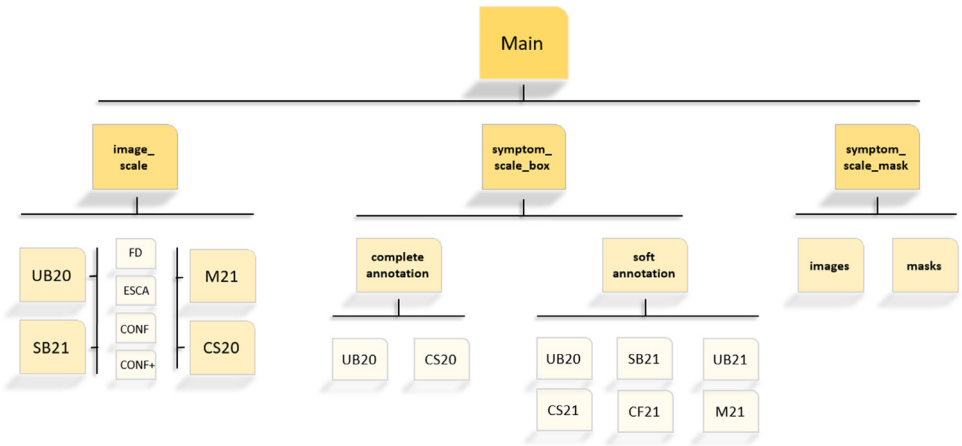 Main
image_
scale
symptom_
scale_box
symptom_
scale_mask
UB20
FD
ESCA
M21
SB21
CONF
CONF+
CS20
complete
annotation
soft
annotation
images
masks
UB20
CS20
UB20
SB21
UB21
CS21
CF21
M21